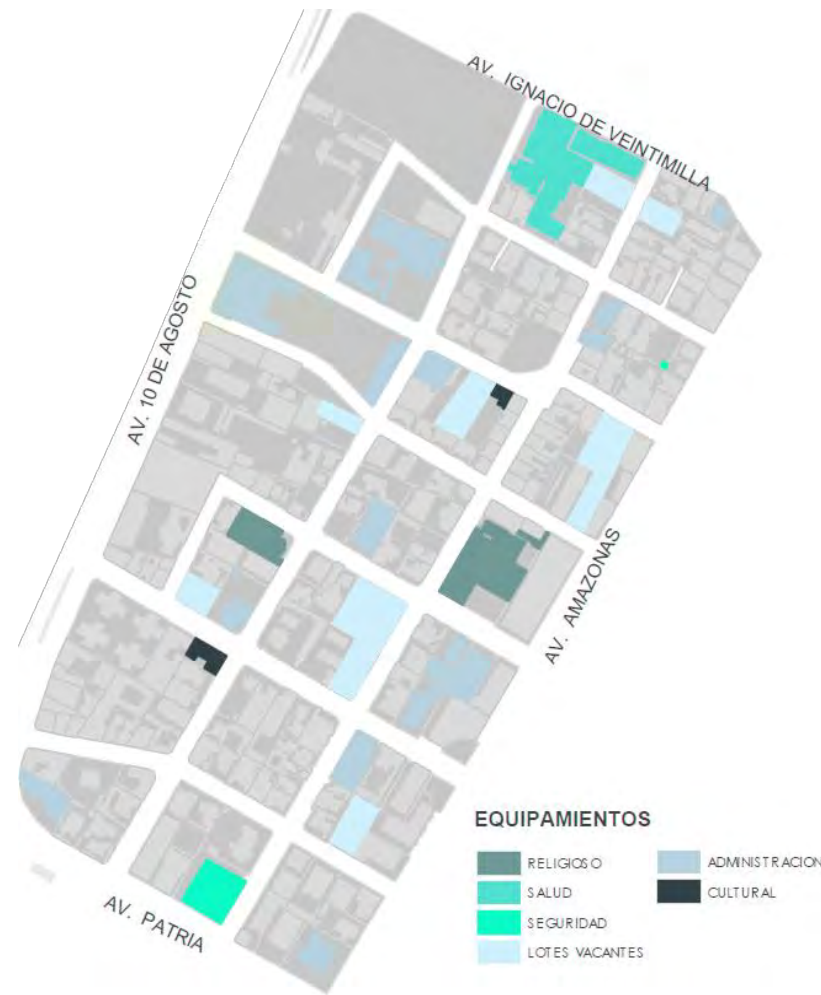 AV. IGNACIO DE VEINTIMILLA
AV. 10 DE AGOSTO
AV. AMAZONAS
AV. PATRIA
EQUIPAMIENTOS
RELIGIOSO
SALUD
SEGURIDAD
LOTES VACANTES
ADMINISTRACION
CULTURAL